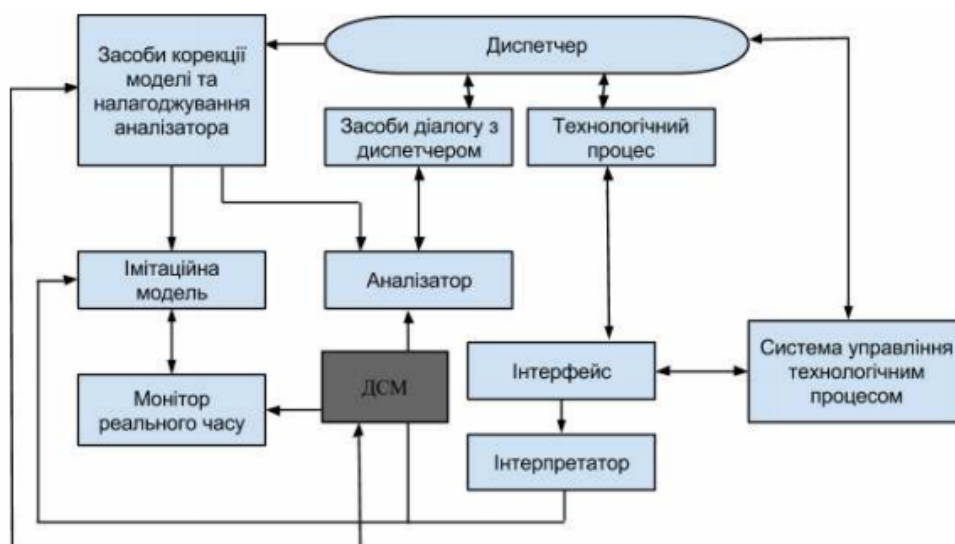 Засоби корекції
моделі та
налагоджування
аналізатора
Диспетчер
Засоби діалогу з
диспетчером
Технологічний
процес
Імітаційна
модель
Аналізатор
Монітор
реального часу
ДСМ
Інтерфейс
Система управління
технологічним
процесом
Інтерпретатор